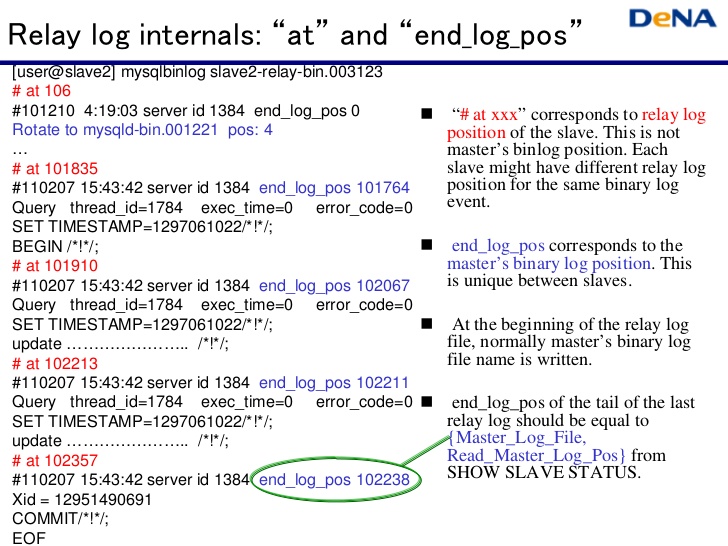 Relay log internals: “at” and “end_log_pos”
DeNA
[user@slave2] mysqlbinlog slave2-relay-bin.003123
# at 106
#101210 4:19:03 server id 1384 end_log_pos 0
Rotate to mysqld-bin.001221 pos: 4
…
# at 101835
#110207 15:43:42 server id 1384 end_log_pos 101764
Query thread_id=1784 exec_time=0 error_code=0
SET TIMESTAMP=1297061022/*!*/;
BEGIN /*!*/;
# at 101910
#110207 15:43:42 server id 1384 end_log_pos 102067
Query thread_id=1784 exec_time=0 error_code=0
SET TIMESTAMP=1297061022/*!*/;
update ………………….. /*!*/;
# at 102213
#110207 15:43:42 server id 1384 end_log_pos 102211
Query thread_id=1784 exec_time=0 error_code=0
SET TIMESTAMP=1297061022/*!*/;
update ………………….. /*!*/;
# at 102357
#110207 15:43:42 server id 1384 end_log_pos 102238
Xid = 12951490691
COMMIT/*!*/;
EOF
■ “# at xxx” corresponds to relay log
position of the slave. This is not
master’s binlog position. Each
slave might have different relay log
position for the same binary log
event.
■ end_log_pos corresponds to the
master’s binary log position. This
is unique between slaves.
■ At the beginning of the relay log
file, normally master’s binary log
file name is written.
■ end_log_pos of the tail of the last
relay log should be equal to
{Master_Log_File,
Read_Master_Log_Pos} from
SHOW SLAVE STATUS.